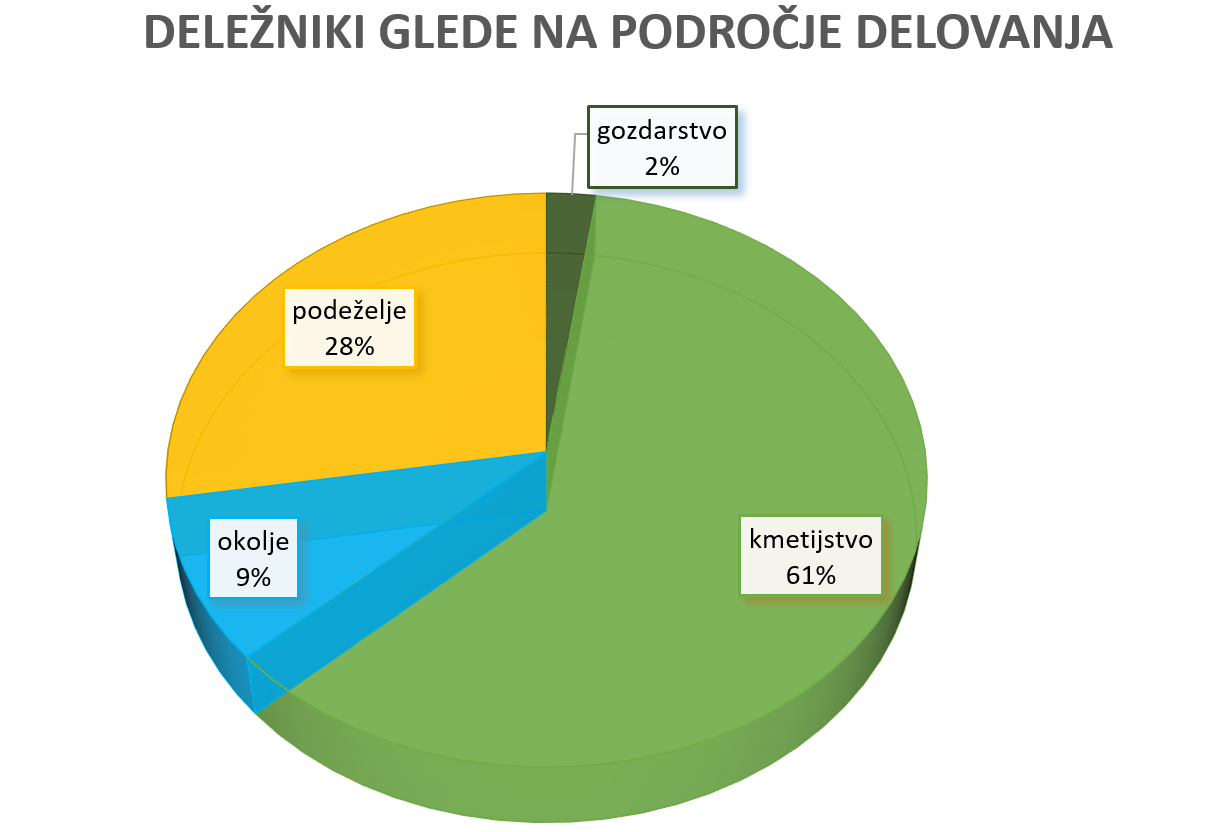 DELEŽNIKI GLEDE NA PODROČJE DELOVANJA
gozdarstvo
2%
podeželje
28%
okolje
9%
kmetijstvo
61%